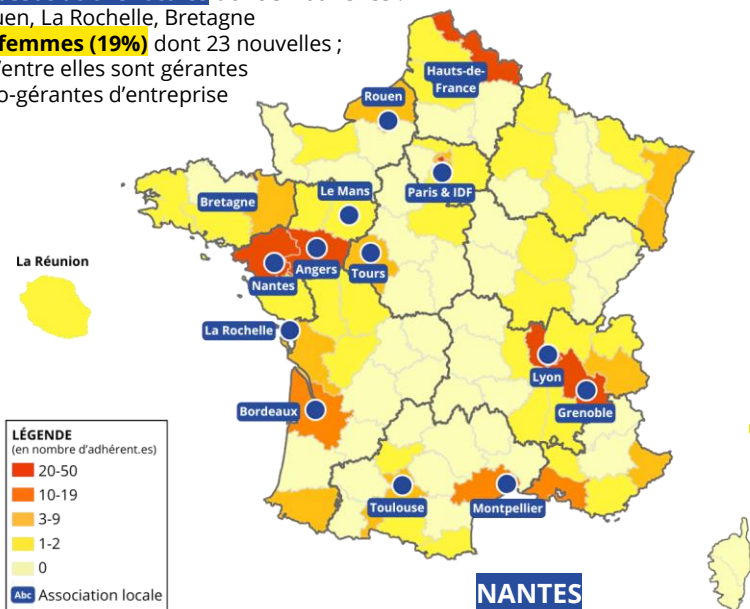 uen, La Rochelle, Bretagne
femmes (19%) dont 23 nouvelles ;
entre elles sont gérantes
o-gérantes d'entreprise
Hauts-de-
France
Rouen
Paris & IDF
Le Mans
Bretagne
Angers
Tours
Nantes
La Réunion
La Rochelle
Lyon
Grenoble
Bordeaux
Toulouse
Montpellier
LÉGENDE
(en nombre d'adhérent.es)
20-50
10-19
3-9
1-2
0
Abc Association locale
NANTES